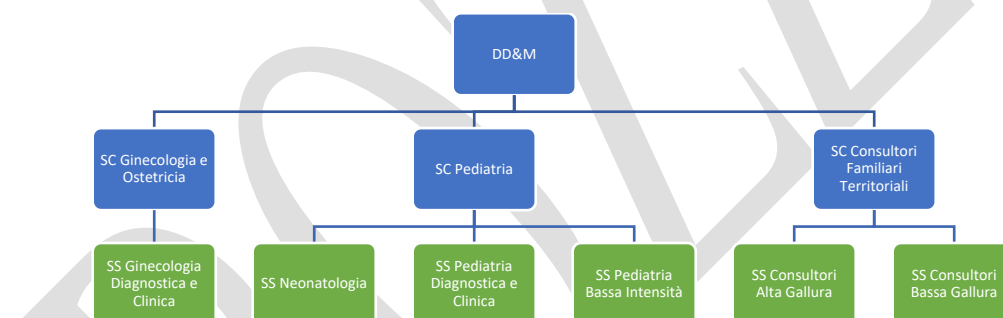 DD&M
SC Ginecologia e
Ostetricia
SC Pediatria
SC Consultori
Familiari
Territoriali
SS Ginecologia
Diagnostica e
Clinica
SS Neonatologia
SS Pediatria
Diagnostica e
Clinica
SS Pediatria
Bassa Intensità
SS Consultori
Alta Gallura
SS Consultori
Bassa Gallura